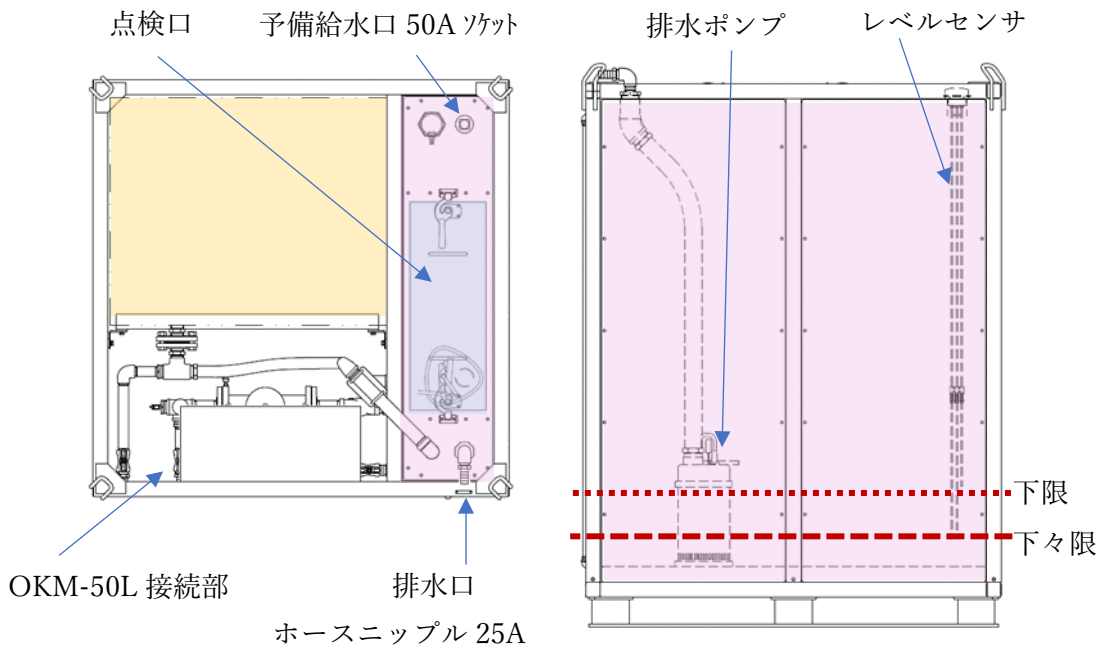 点検口
予備給水口 50A ｿｹｯﾄ
排水ポンプ
レベルセンサ
下限
下々限
OKM-50L 接続部
排水口
ホースニップル 25A